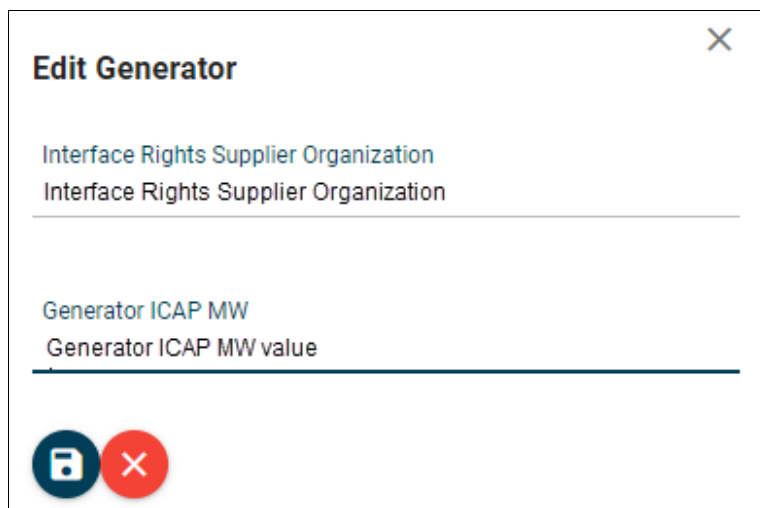 Edit Generator
Interface Rights Supplier Organization
Interface Rights Supplier Organization
Generator ICAP MW
Generator ICAP MW value